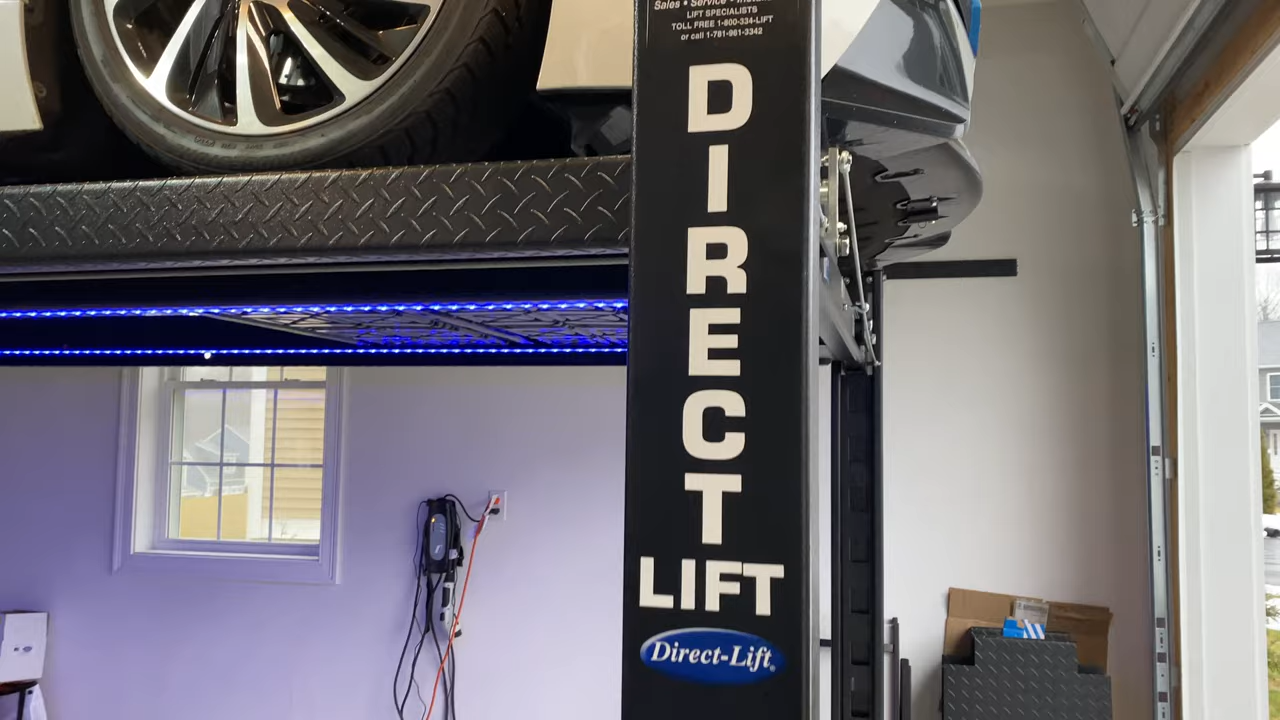 Sales • Service •
LIFT SPECIALISTS
TOLL FREE 1-800-334-LIFT
or call 1-781-961-3342
DIRECT
LIFT
Direct-Lift®